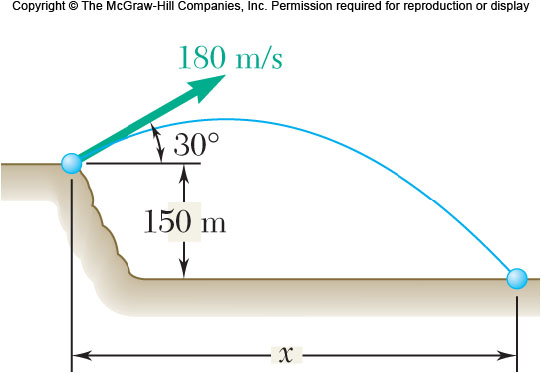 Copyright © The McGraw-Hill Companies, Inc. Permission required for reproduction or display
180 m/s
30°
150 m
x